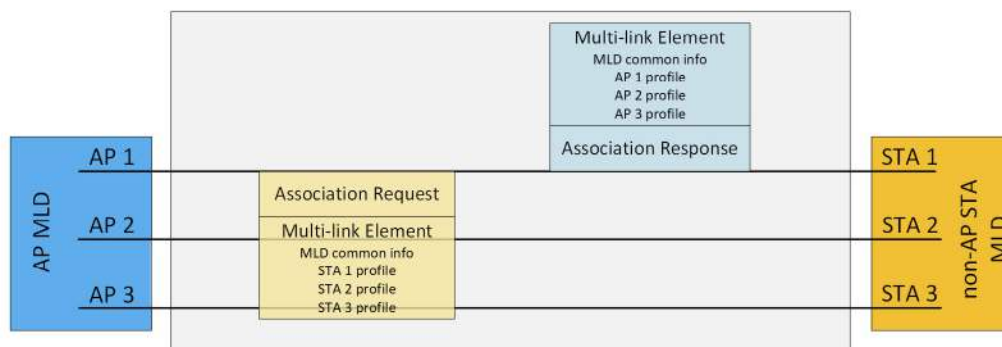 Multi-link Element
MLD common info
AP 1 profile
AP 2 profile
AP 3 profile
Association Response
AP MLD
AP 1
AP 2
AP 3
Association Request
Multi-link Element
MLD common info
STA 1 profile
STA 2 profile
STA 3 profile
STA 1
STA 2
STA 3
non-AP STA
MLD